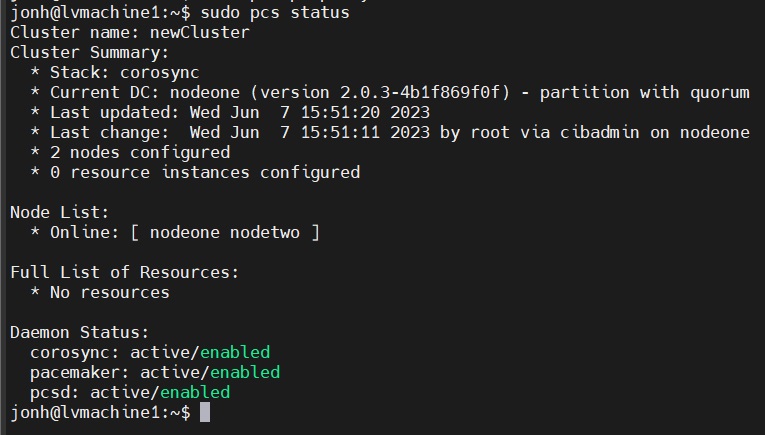 jonh@lvmachine1:~$ sudo pcs status
Cluster name: newCluster
Cluster Summary:
  * Stack: corosync
  * Current DC: nodeone (version 2.0.3-4b1f869f0f) - partition with quorum
  * Last updated: Wed Jun  7 15:51:20 2023
  * Last change:  Wed Jun  7 15:51:11 2023 by root via cibadmin on nodeone
  * 2 nodes configured
  * 0 resource instances configured

Node List:
  * Online: [ nodeone nodetwo ]

Full List of Resources:
  * No resources

Daemon Status:
  corosync: active/enabled
  pacemaker: active/enabled
  pcsd: active/enabled
jonh@lvmachine1:~$